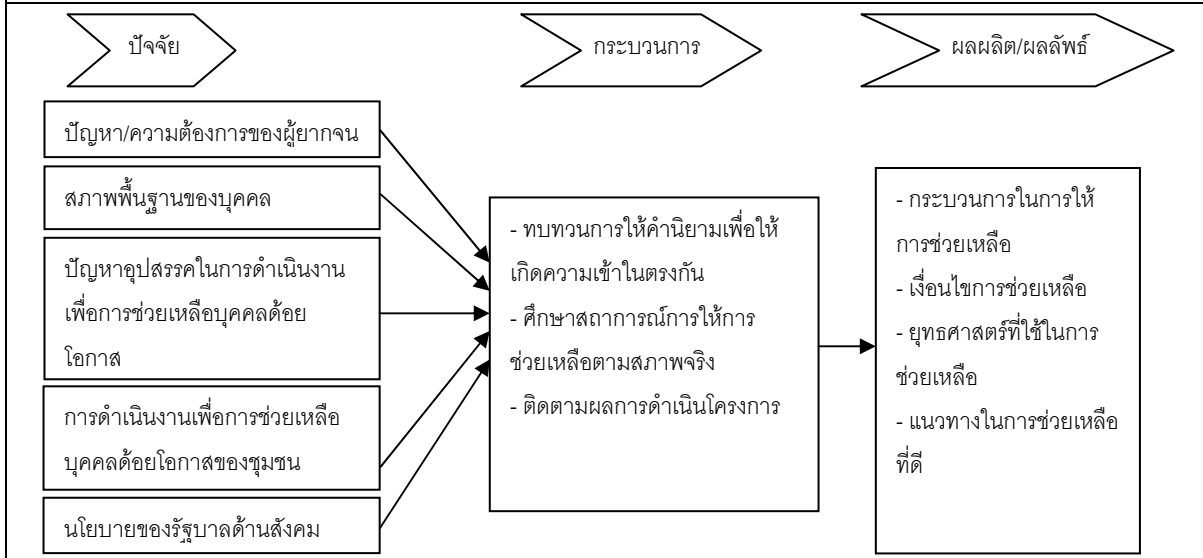 ปัจจัย
กระบวนการ
ผลผลิต/ผลลัพธ์
ปัญหา/ความต้องการของผู้ยากจน
สภาพพื้นฐานของบุคคล
ปัญหาอุปสรรคในการดำเนินงาน
เพื่อการช่วยเหลือบุคคลด้อย
โอกาส
การดำเนินงานเพื่อการช่วยเหลือ
บุคคลด้อยโอกาสของชุมชน
นโยบายของรัฐบาลด้านสังคม
- ทบทวนการให้คำนิยามเพื่อให้
เกิดความเข้าในตรงกัน
- ศึกษาสถาการณ์การให้การ
ช่วยเหลือตามสภาพจริง
- ติดตามผลการดำเนินโครงการ
- กระบวนการในการให้
การช่วยเหลือ
- เงื่อนไขการช่วยเหลือ
- ยุทธศาสตร์ที่ใช้ในการ
ช่วยเหลือ
- แนวทางในการช่วยเหลือ
ที่ดี